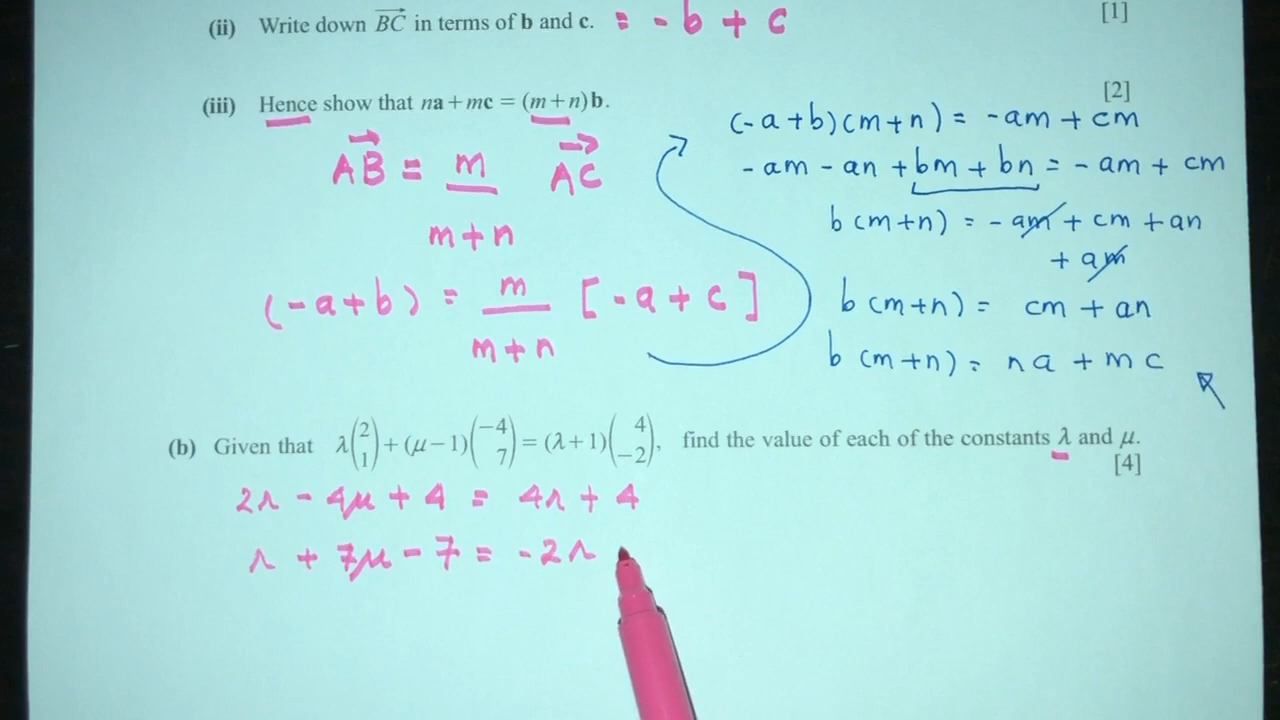 (ii) Write down BC in terms of b and c. = - b + c [1]
(iii) Hence show that na + mc = (m + n)b. [2]
AB = m/(m+n) AC
(-a+b) = m/(m+n) [-a+c]
(-a+b)(m+n) = -am + cm
-am - an + bm + bn = -am + cm
b(m+n) = -am + cm + an
+ am
b(m+n) = cm + an
b(m+n) = na + mc
(b) Given that λ(2 1) + (μ−1)(−4 7) = (λ+1)(4 −2), find the value of each of the constants λ and μ.
[4]
2λ - 4μ + 4 = 4λ + 4
λ + 7μ - 7 = -2λ